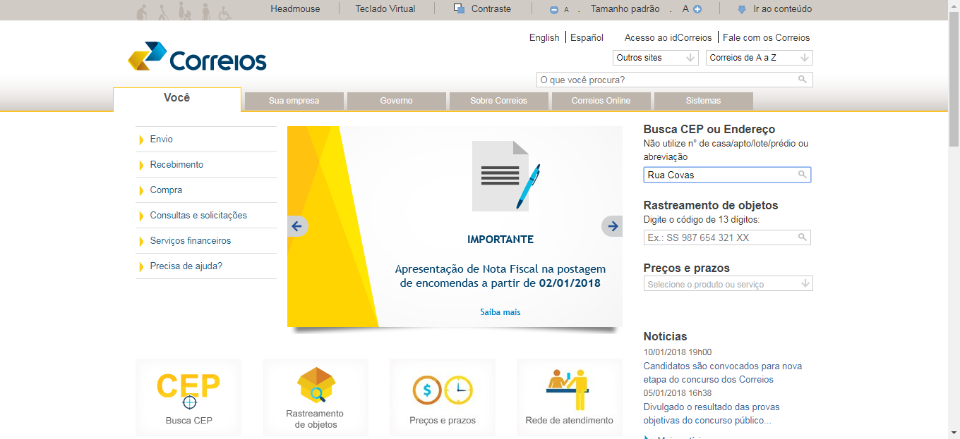 Headmouse
Teclado Virtual
Contraste
A . Tamanho padrão . A
Ir ao conteúdo
English
Español
Acesso ao idCorreios
Fale com os Correios
Correios
Outros sites
Correios de A a Z
O que você procura?
Você
Sua empresa
Governo
Sobre Correios
Correios Online
Sistemas
Envio
Recebimento
Compra
Consultas e solicitações
Serviços financeiros
Precisa de ajuda?
IMPORTANTE
Apresentação de Nota Fiscal na postagem
de encomendas a partir de 02/01/2018
Saiba mais
Busca CEP ou Endereço
Não utilize n° de casa/apto/lote/prédio ou
abreviação
Rua Covas
Rastreamento de objetos
Digite o código de 13 dígitos:
Ex.: SS 987 654 321 XX
Preços e prazos
Selecione o produto ou serviço
Notícias
10/01/2018 19h00
Candidatos são convocados para nova
etapa do concurso dos Correios
05/01/2018 16h38
Divulgado o resultado das provas
objetivas do concurso público...
CEP
Busca CEP
Rastreamento
de objetos
$
Preços e prazos
Rede de atendimento